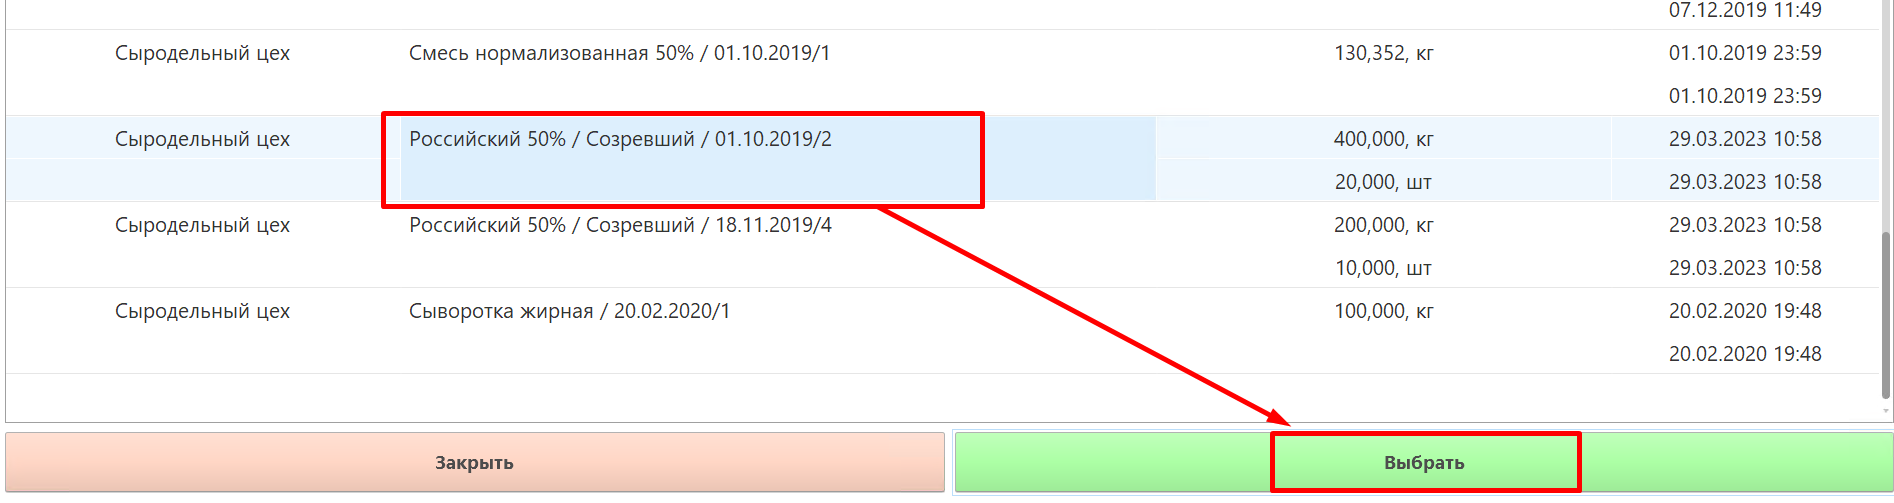 07.12.2019 11:49
Сыродельный цех Смесь нормализованная 50% / 01.10.2019/1 130,352, кг 01.10.2019 23:59
01.10.2019 23:59
Сыродельный цех Российский 50% / Созревший / 01.10.2019/2 400,000, кг 29.03.2023 10:58
20,000, шт 29.03.2023 10:58
Сыродельный цех Российский 50% / Созревший / 18.11.2019/4 200,000, кг 29.03.2023 10:58
10,000, шт 29.03.2023 10:58
Сыродельный цех Сыворотка жирная / 20.02.2020/1 100,000, кг 20.02.2020 19:48
20.02.2020 19:48
Закрыть Выбрать